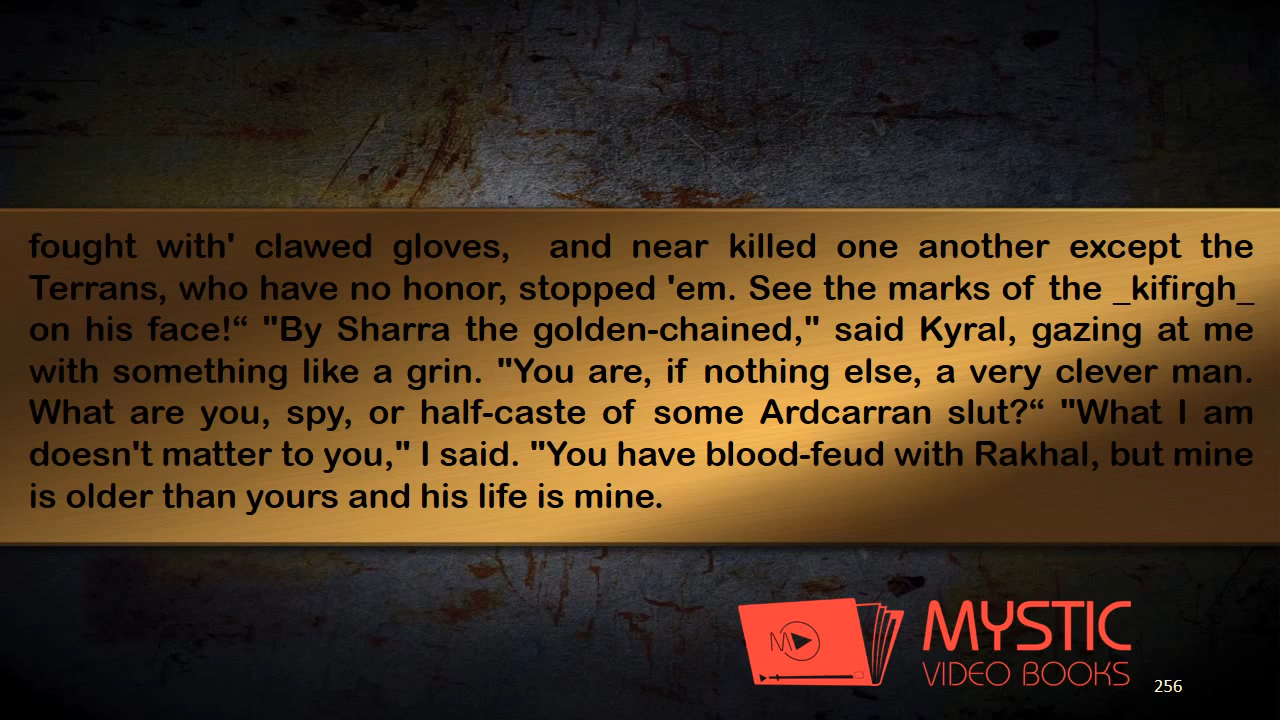 fought with' clawed gloves, and near killed one another except the
Terrans, who have no honor, stopped 'em. See the marks of the _kifirgh_
on his face!“ "By Sharra the golden-chained," said Kyral, gazing at me
with something like a grin. "You are, if nothing else, a very clever man.
What are you, spy, or half-caste of some Ardcarran slut?“ "What I am
doesn't matter to you," I said. "You have blood-feud with Rakhal, but mine
is older than yours and his life is mine.
MYSTIC
VIDEO BOOKS
256